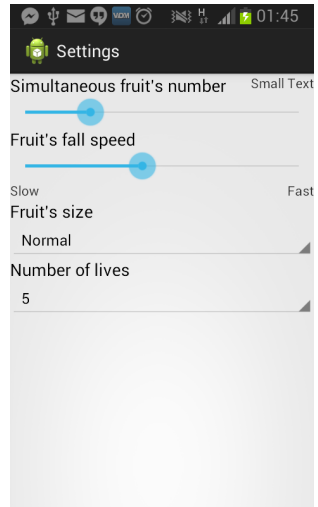 VIDM H 01:45
Settings
Simultaneous fruit's number Small Text
Fruit's fall speed
Slow Fast
Fruit's size
Normal
Number of lives
5